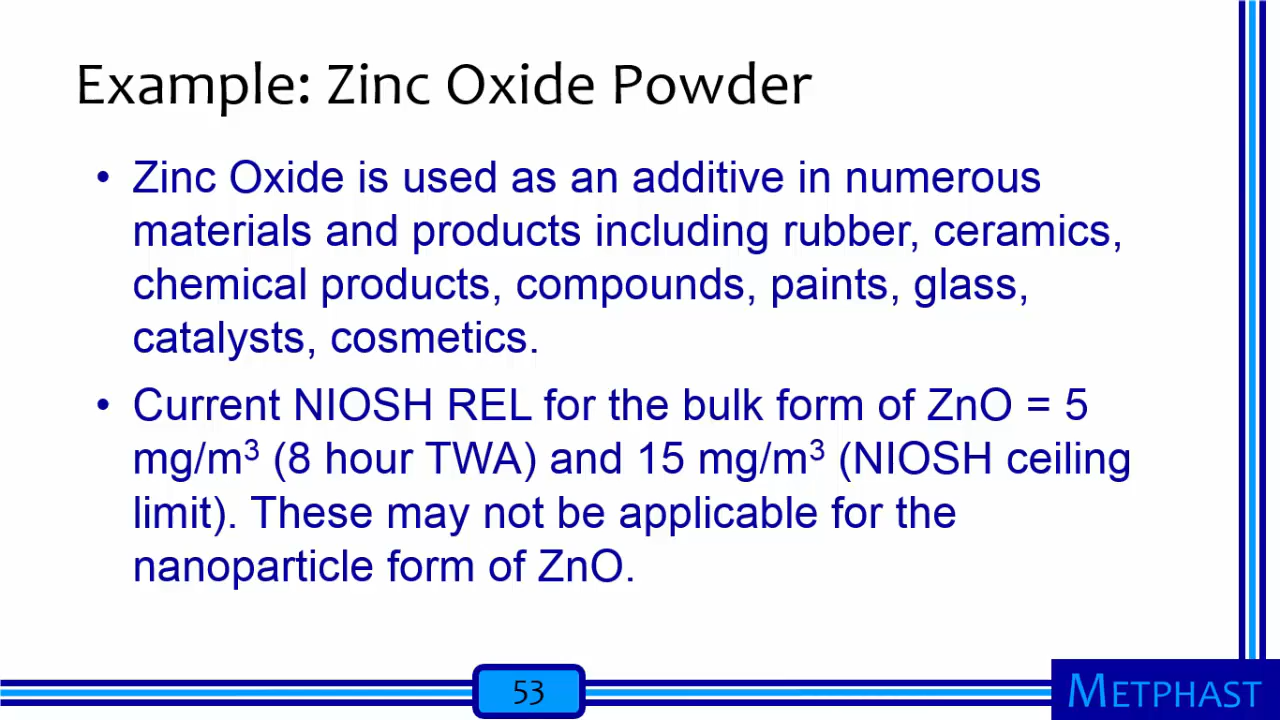 Example: Zinc Oxide Powder
• Zinc Oxide is used as an additive in numerous
materials and products including rubber, ceramics,
chemical products, compounds, paints, glass,
catalysts, cosmetics.
• Current NIOSH REL for the bulk form of ZnO = 5
mg/m³ (8 hour TWA) and 15 mg/m³ (NIOSH ceiling
limit). These may not be applicable for the
nanoparticle form of ZnO.
53
METPHAST